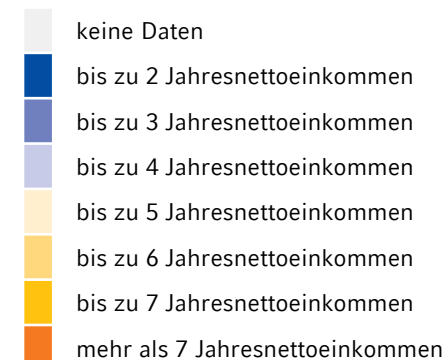 keine Daten
bis zu 2 Jahresnettoeinkommen
bis zu 3 Jahresnettoeinkommen
bis zu 4 Jahresnettoeinkommen
bis zu 5 Jahresnettoeinkommen
bis zu 6 Jahresnettoeinkommen
bis zu 7 Jahresnettoeinkommen
mehr als 7 Jahresnettoeinkommen